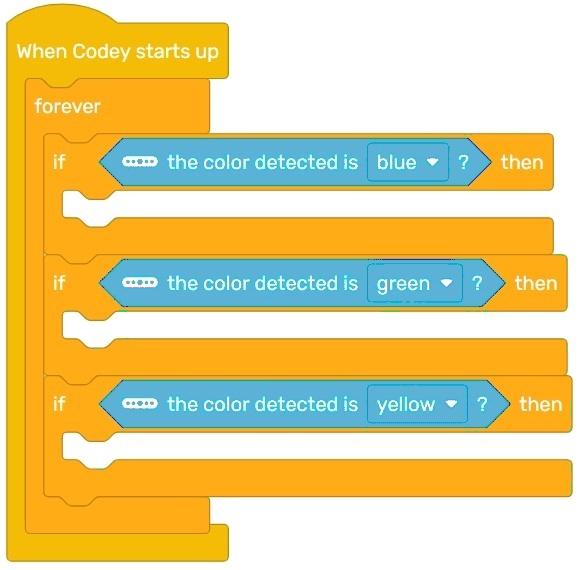 When Codey starts up
forever
if the color detected is blue ? then
if the color detected is green ? then
if the color detected is yellow ? then